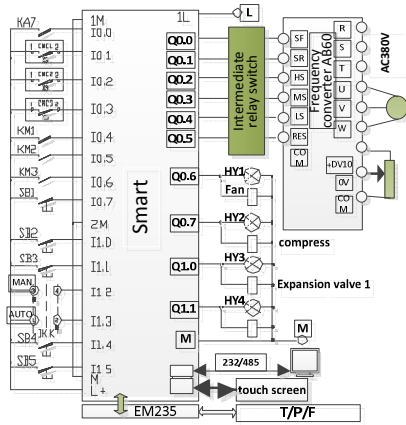 KA7
1M
I0.0
I0.1
I0.2
I0.3
KM1
I0.4
KM2
I0.5
KM3
I0.6
SB1
I0.7
2M
SB2
I1.0
SB3
I1.1
MAN
I1.2
AUTO
I1.3
JK K
SB4
I1.4
SB5
I1.5
M
L+
Smart
1L
Q0.0
Q0.1
Q0.2
Q0.3
Q0.4
Q0.5
Q0.6
Q0.7
Q1.0
Q1.1
M
L
Intermediate
relay switch
SF
SR
HS
MS
LS
RES
CO
M
Frequency
converter AB60
R
S
T
U
V
W
+DV10
0V
CO
M
AC380V
HY1
Fan
HY2
compress
HY3
Expansion valve 1
HY4
M
232/485
touch screen
EM235
T/P/F